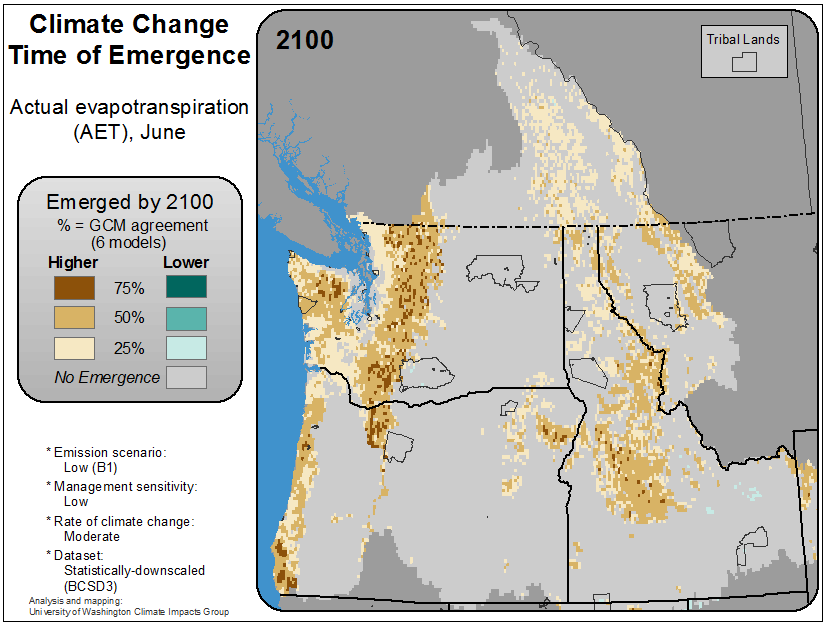 Climate Change
Time of Emergence
Actual evapotranspiration
(AET), June
Emerged by 2100
% = GCM agreement
(6 models)
Higher Lower
75%
50%
25%
No Emergence
* Emission scenario:
Low (B1)
* Management sensitivity:
Low
* Rate of climate change:
Moderate
* Dataset:
Statistically-downscaled
(BCSD3)
Analysis and mapping:
University of Washington Climate Impacts Group
2100
Tribal Lands